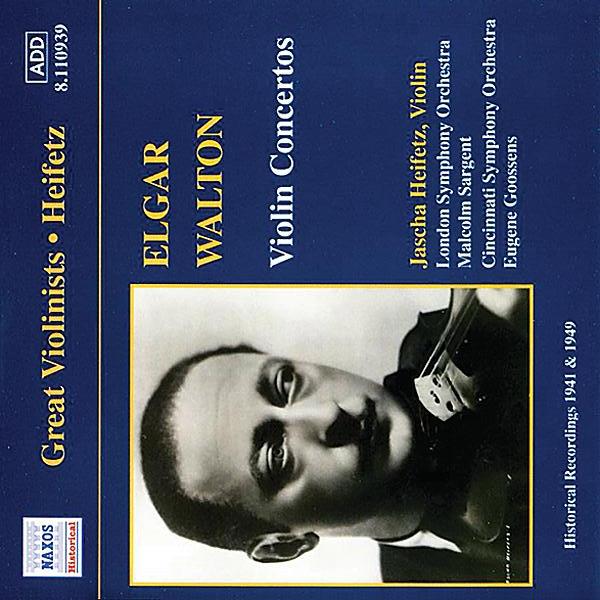 NAXOS
Historical
Great Violinists • Heifetz
ADD
8.110939
ELGAR
WALTON
Violin Concertos
Jascha Heifetz, Violin
London Symphony Orchestra
Malcolm Sargent
Cincinnati Symphony Orchestra
Eugene Goossens
Historical Recordings 1941 & 1949